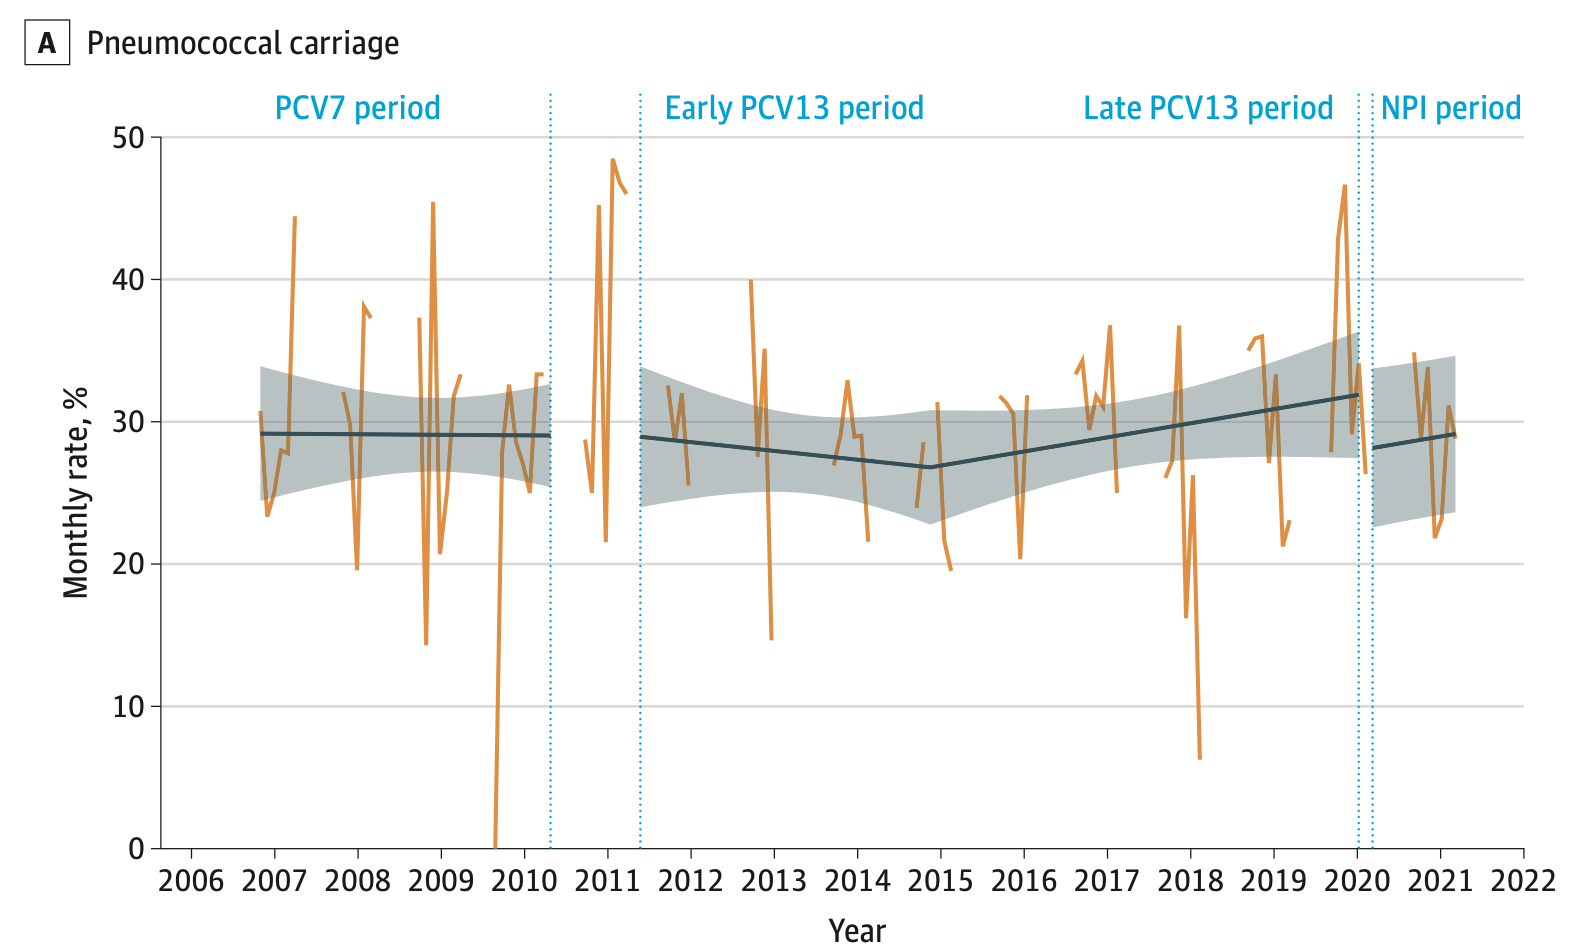 A Pneumococcal carriage
PCV7 period
Early PCV13 period
Late PCV13 period
NPI period
Monthly rate, %
50
40
30
20
10
0
2006 2007 2008 2009 2010 2011 2012 2013 2014 2015 2016 2017 2018 2019 2020 2021 2022
Year